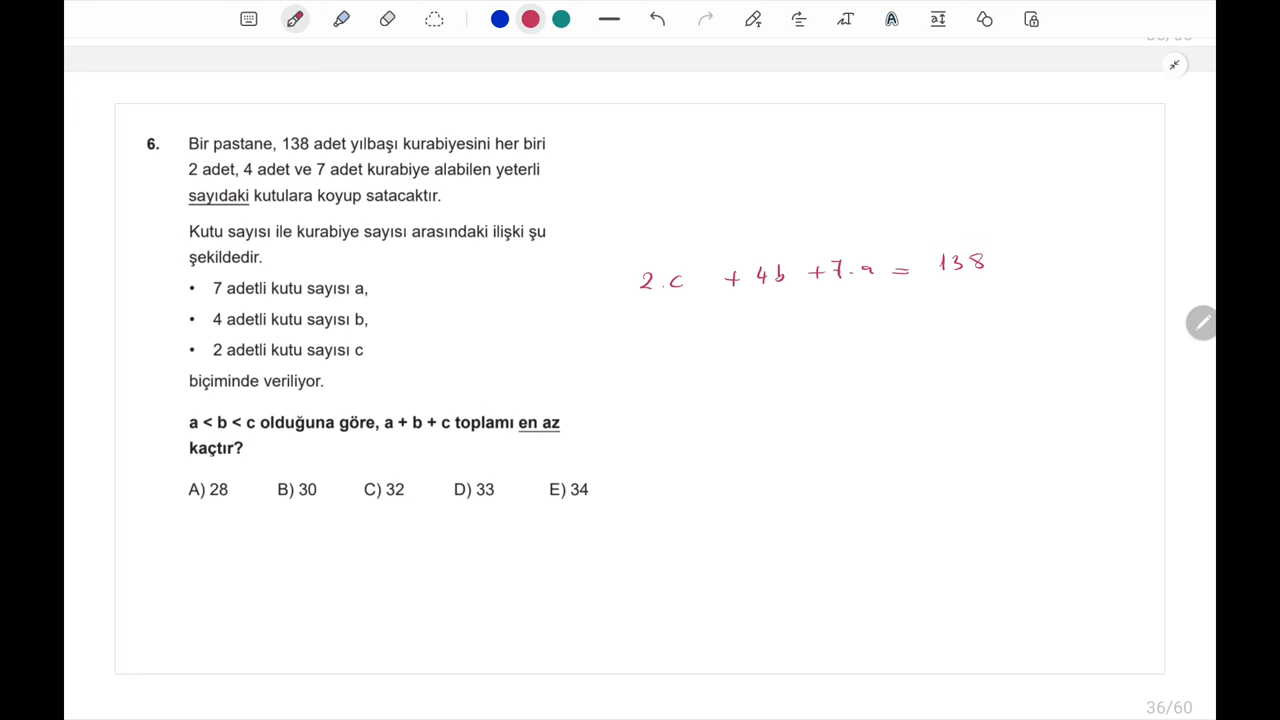 6. Bir pastane, 138 adet yılbaşı kurabiyesini her biri
2 adet, 4 adet ve 7 adet kurabiye alabilen yeterli
sayıdaki kutulara koyup satacaktır.
Kutu sayısı ile kurabiye sayısı arasındaki ilişki şu
şekildedir.
• 7 adetli kutu sayısı a,
• 4 adetli kutu sayısı b,
• 2 adetli kutu sayısı c
biçiminde veriliyor.
a < b < c olduğuna göre, a + b + c toplamı en az
kaçtır?
A) 28 B) 30 C) 32 D) 33 E) 34
2.c + 4b + 7.a = 138
36/60